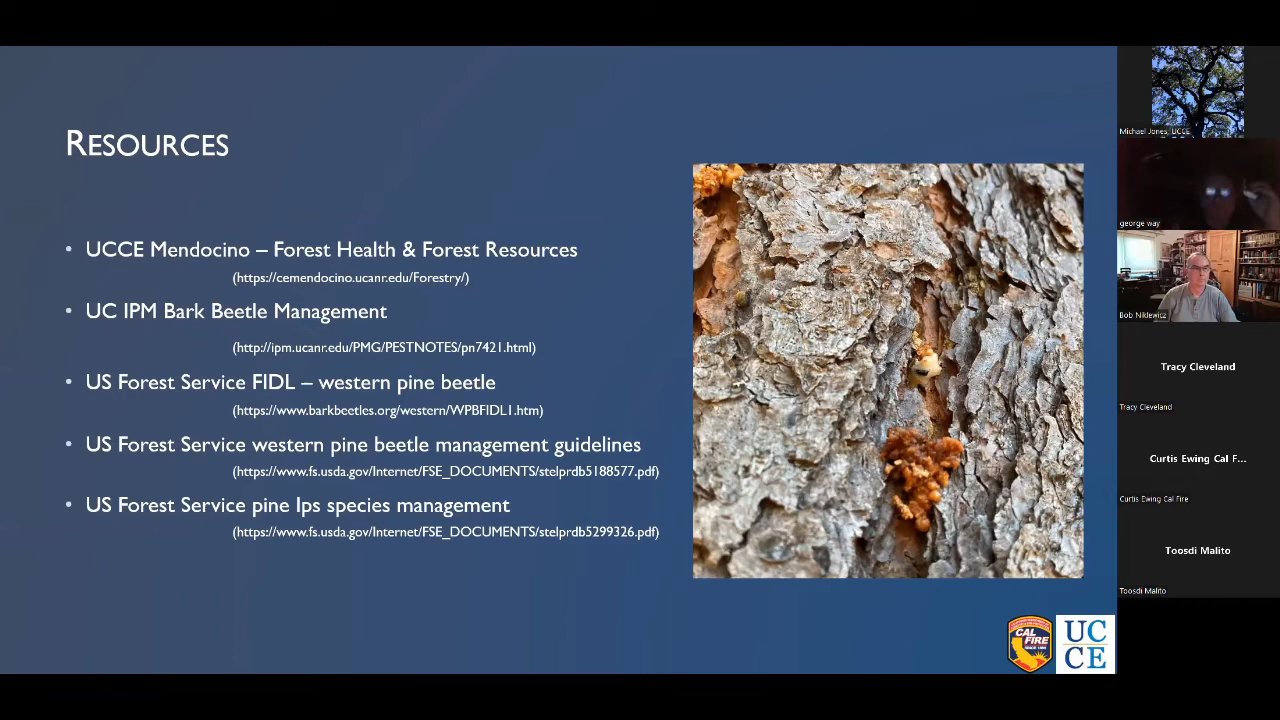 RESOURCES
• UCCE Mendocino – Forest Health & Forest Resources
(https://cemendocino.ucanr.edu/Forestry/)
• UC IPM Bark Beetle Management
(http://ipm.ucanr.edu/PMG/PESTNOTES/pn7421.html)
• US Forest Service FIDL – western pine beetle
(https://www.barkbeetles.org/western/WPBFIDL1.htm)
• US Forest Service western pine beetle management guidelines
(https://www.fs.usda.gov/Internet/FSE_DOCUMENTS/stelprdb5188577.pdf)
• US Forest Service pine Ips species management
(https://www.fs.usda.gov/Internet/FSE_DOCUMENTS/stelprdb5299326.pdf)
CAL
FIRE
SINCE 1885
UC
CE
Michael Jones, UCCE
george way
Bob Niklewicz
Tracy Cleveland
Tracy Cleveland
Curtis Ewing Cal F...
Curtis Ewing Cal Fire
Toosdi Malito
Toosdi Malito